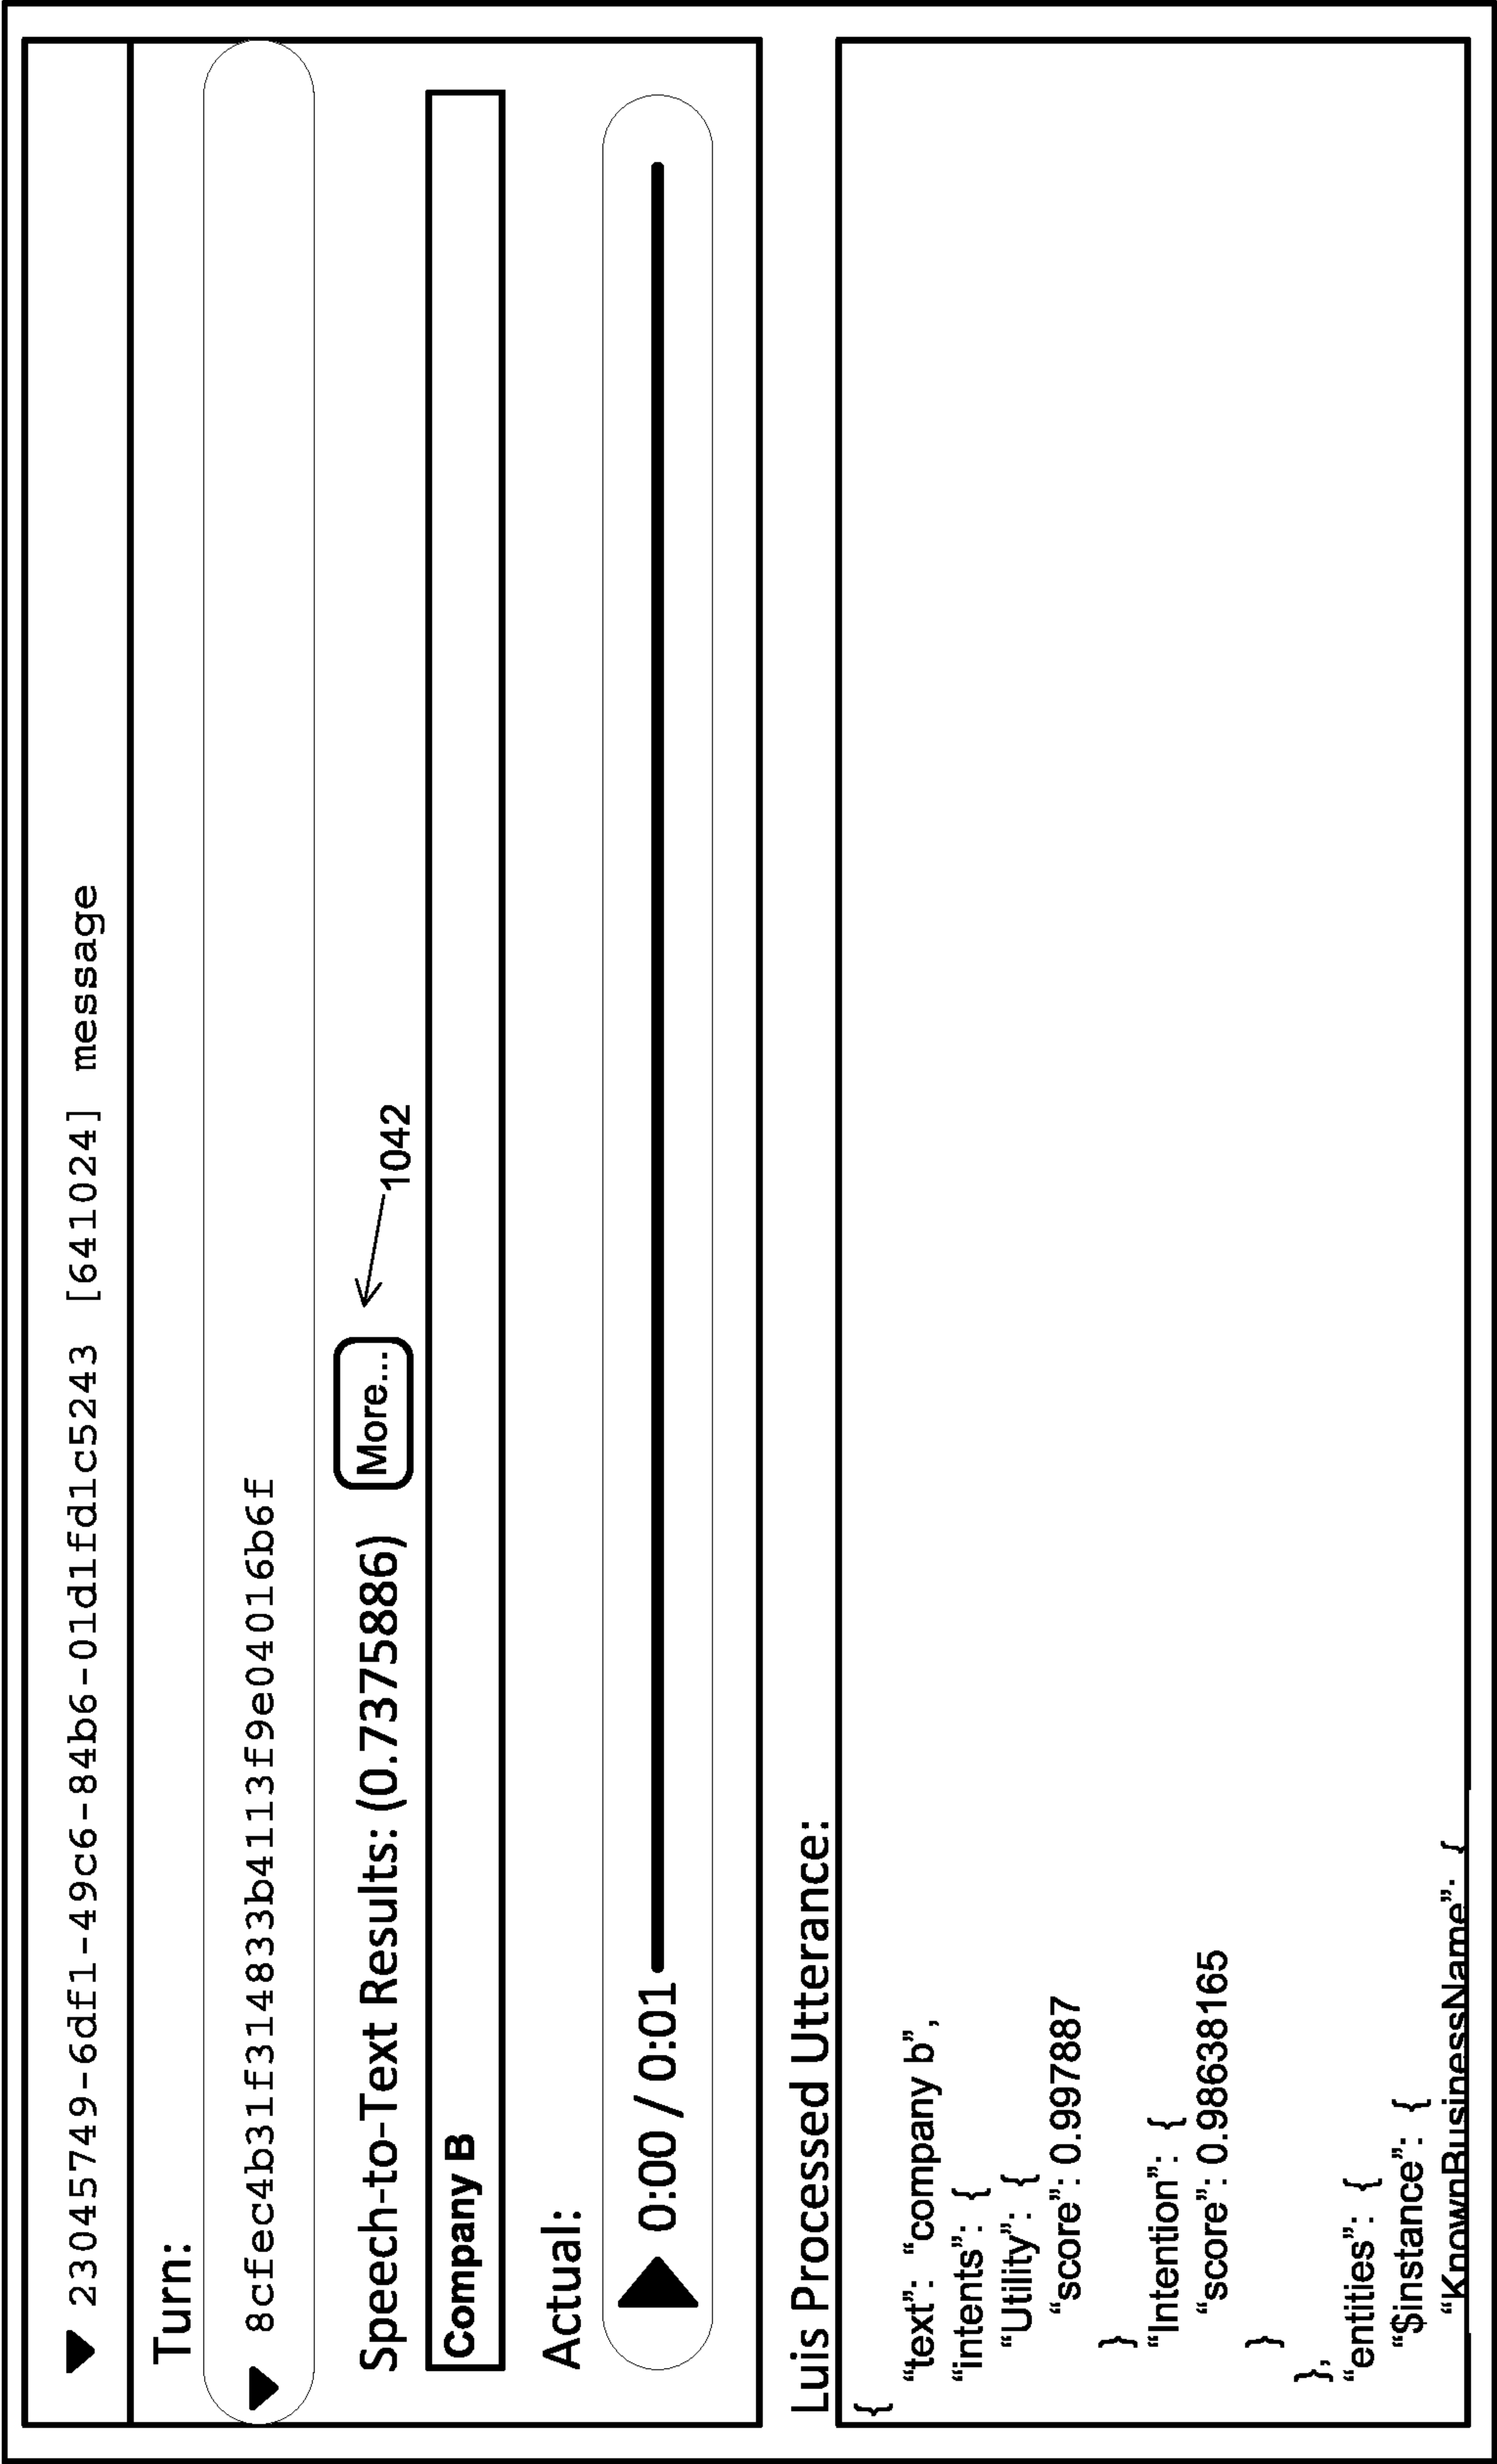 23045749-6df1-49c6-84b6-01d1fd1c5243 [641024] message
Turn:
8cfec4b31f314833b4113f9e04016b6f
Speech-to-Text Results: (0.7375886) More...
1042
Company B
Actual:
0:00 / 0:01
Luis Processed Utterance:
{
“text”: “company b”,
“intents”: {
“Utility”: {
“score”: 0.997887
}
“Intention”: {
“score”: 0.98638165
}
},
“entities”: {
“$instance”: {
“KnownBusinessName”: {